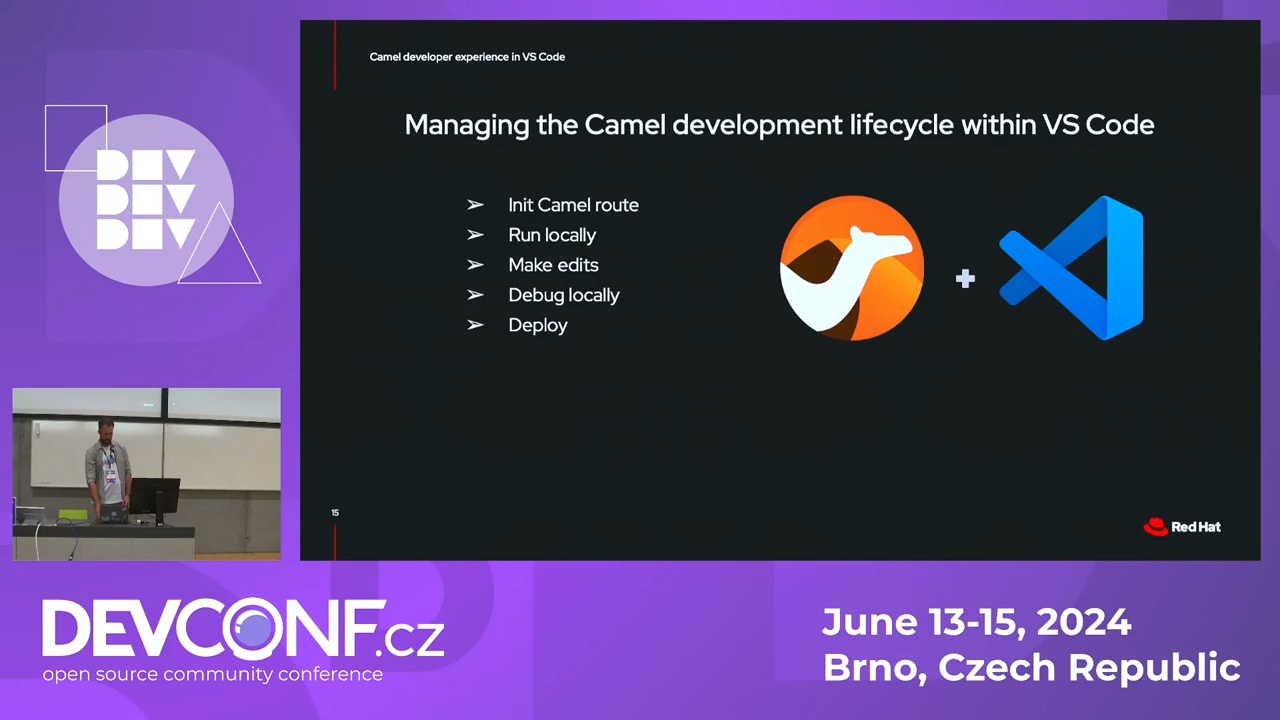 Camel developer experience in VS Code
Managing the Camel development lifecycle within VS Code
➢ Init Camel route
➢ Run locally
➢ Make edits
➢ Debug locally
➢ Deploy
15
Red Hat
DEV
DEV
DEV
DEVCONF.cz
open source community conference
June 13-15, 2024
Brno, Czech Republic